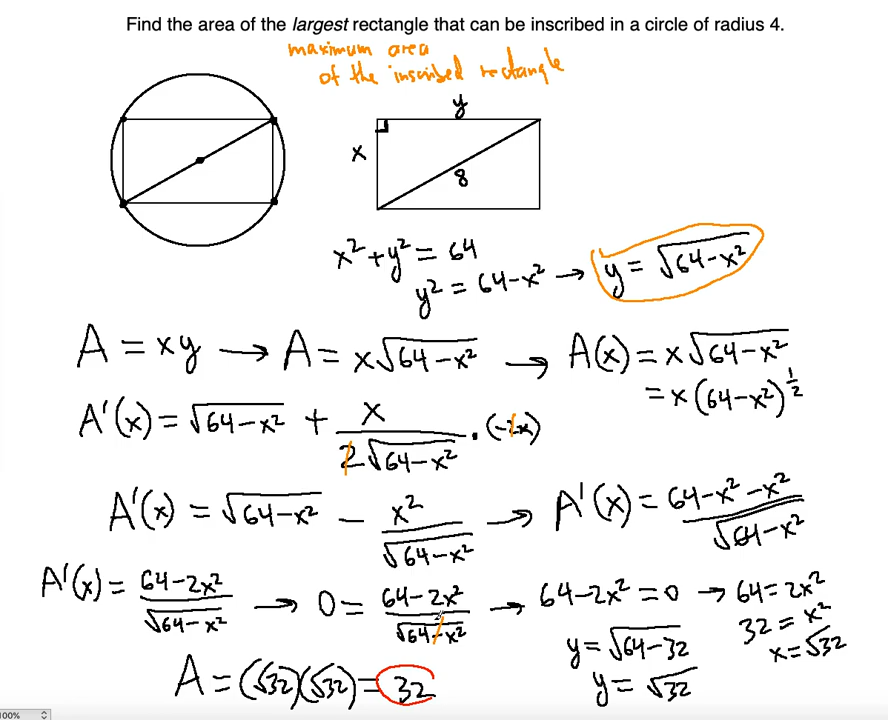 Find the area of the largest rectangle that can be inscribed in a circle of radius 4.
maximum area
of the inscribed rectangle
y
x
8
x² + y² = 64
y² = 64 - x² → y = √(64 - x²)
A = xy → A = x√(64 - x²) → A(x) = x√(64 - x²)
= x(64 - x²)^(1/2)
A'(x) = √(64 - x²) + x/(2√(64 - x²)) · (-2x)
A'(x) = √(64 - x²) - x²/√(64 - x²) → A'(x) = (64 - x² - x²)/√(64 - x²)
A'(x) = (64 - 2x²)/√(64 - x²) → 0 = (64 - 2x²)/√(64 - x²) → 64 - 2x² = 0 → 64 = 2x²
32 = x²
x = √32
y = √(64 - 32)
y = √32
A = (√32)(√32) = 32
100%